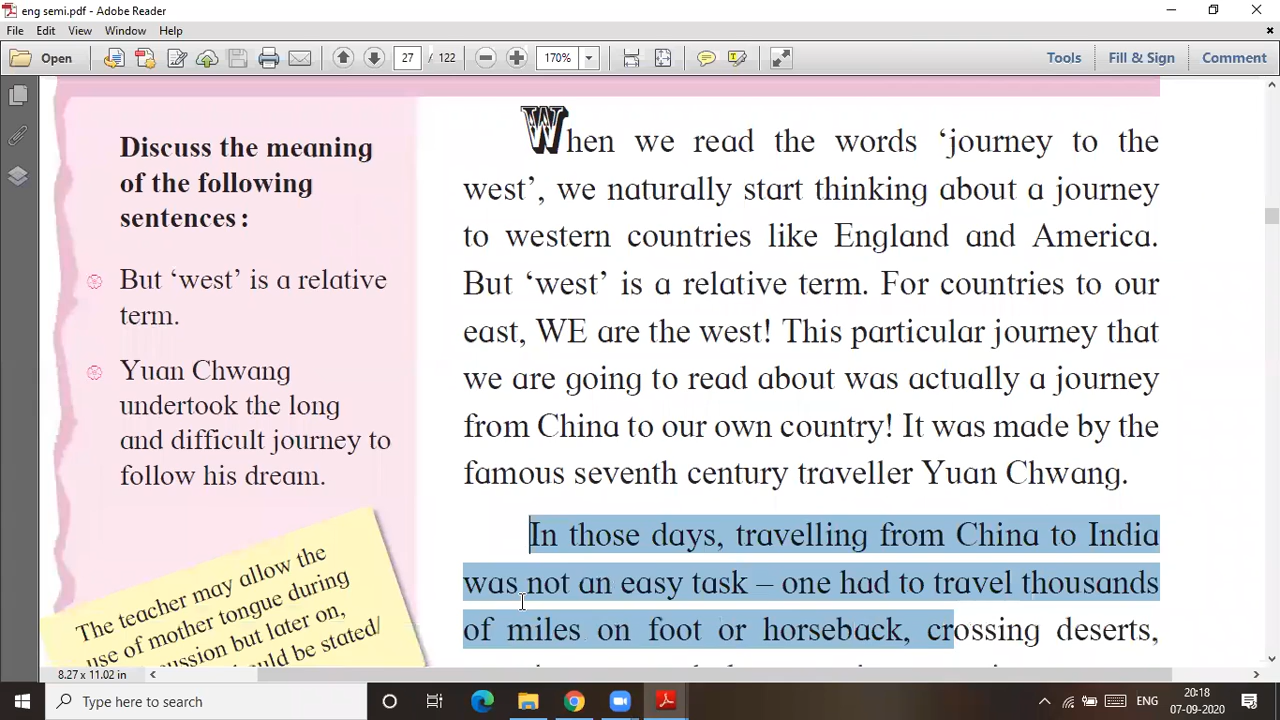 eng semi.pdf - Adobe Reader
File Edit View Window Help
Open 27 / 122 170% Tools Fill & Sign Comment
Discuss the meaning
of the following
sentences :
But ‘west’ is a relative
term.
Yuan Chwang
undertook the long
and difficult journey to
follow his dream.
The teacher may allow the
use of mother tongue during
but later on,
When we read the words ‘journey to the
west’, we naturally start thinking about a journey
to western countries like England and America.
But ‘west’ is a relative term. For countries to our
east, WE are the west! This particular journey that
we are going to read about was actually a journey
from China to our own country! It was made by the
famous seventh century traveller Yuan Chwang.
In those days, travelling from China to India
was not an easy task – one had to travel thousands
of miles on foot or horseback, crossing deserts,
8.27 x 11.02 in
Type here to search
ENG
20:18
07-09-2020